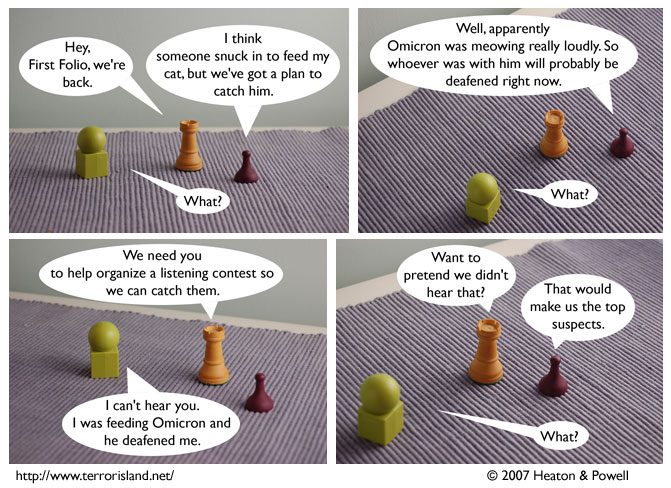 Hey,
First Folio, we're
back.
I think
someone snuck in to feed my
cat, but we've got a plan to
catch him.
What?
Well, apparently
Omicron was meowing really loudly. So
whoever was with him will probably be
deafened right now.
What?
We need you
to help organize a listening contest so
we can catch them.
I can't hear you.
I was feeding Omicron and
he deafened me.
Want to
pretend we didn't
hear that?
That would
make us the top
suspects.
What?
http://www.terrorisland.net/
© 2007 Heaton & Powell